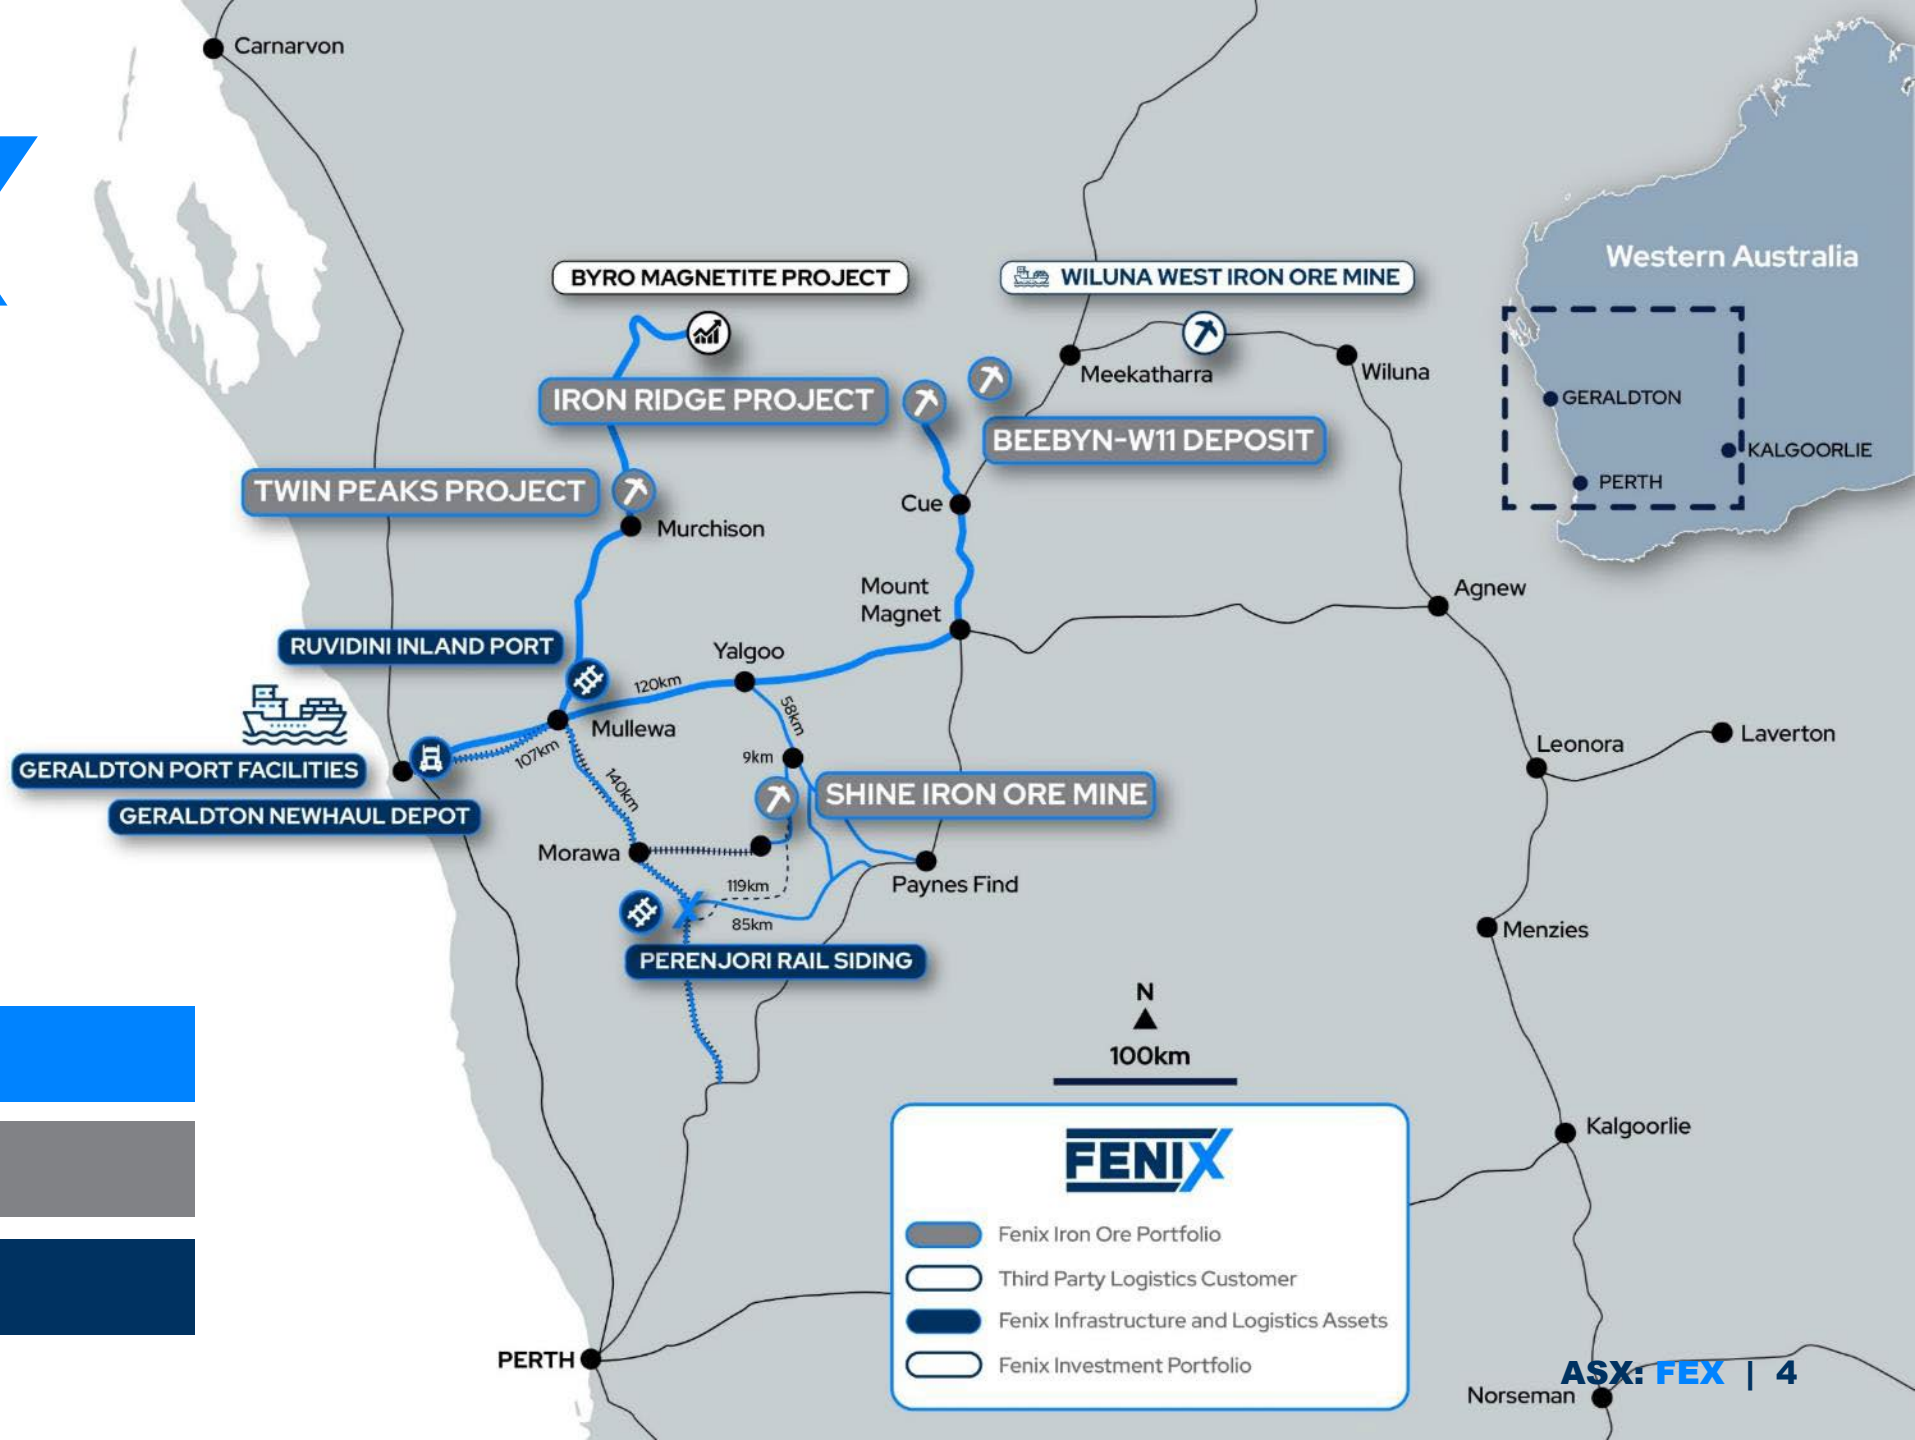 Carnarvon
BYRO MAGNETITE PROJECT
WILUNA WEST IRON ORE MINE
Western Australia
Meekatharra
Wiluna
IRON RIDGE PROJECT
GERALDTON
BEEBYN-W11 DEPOSIT
KALGOORLIE
TWIN PEAKS PROJECT
PERTH
Cue
Murchison
Mount
Magnet
Agnew
RUVIDINI INLAND PORT
Yalgoo
120km
58km
Mullewa
107km
9km
Leonora
Laverton
GERALDTON PORT FACILITIES
140km
SHINE IRON ORE MINE
GERALDTON NEWHAUL DEPOT
Morawa
119km
Paynes Find
85km
Menzies
PERENJORI RAIL SIDING
N
100km
Kalgoorlie
FENIX
Fenix Iron Ore Portfolio
Third Party Logistics Customer
Fenix Infrastructure and Logistics Assets
Fenix Investment Portfolio
PERTH
ASX: FEX | 4
Norseman